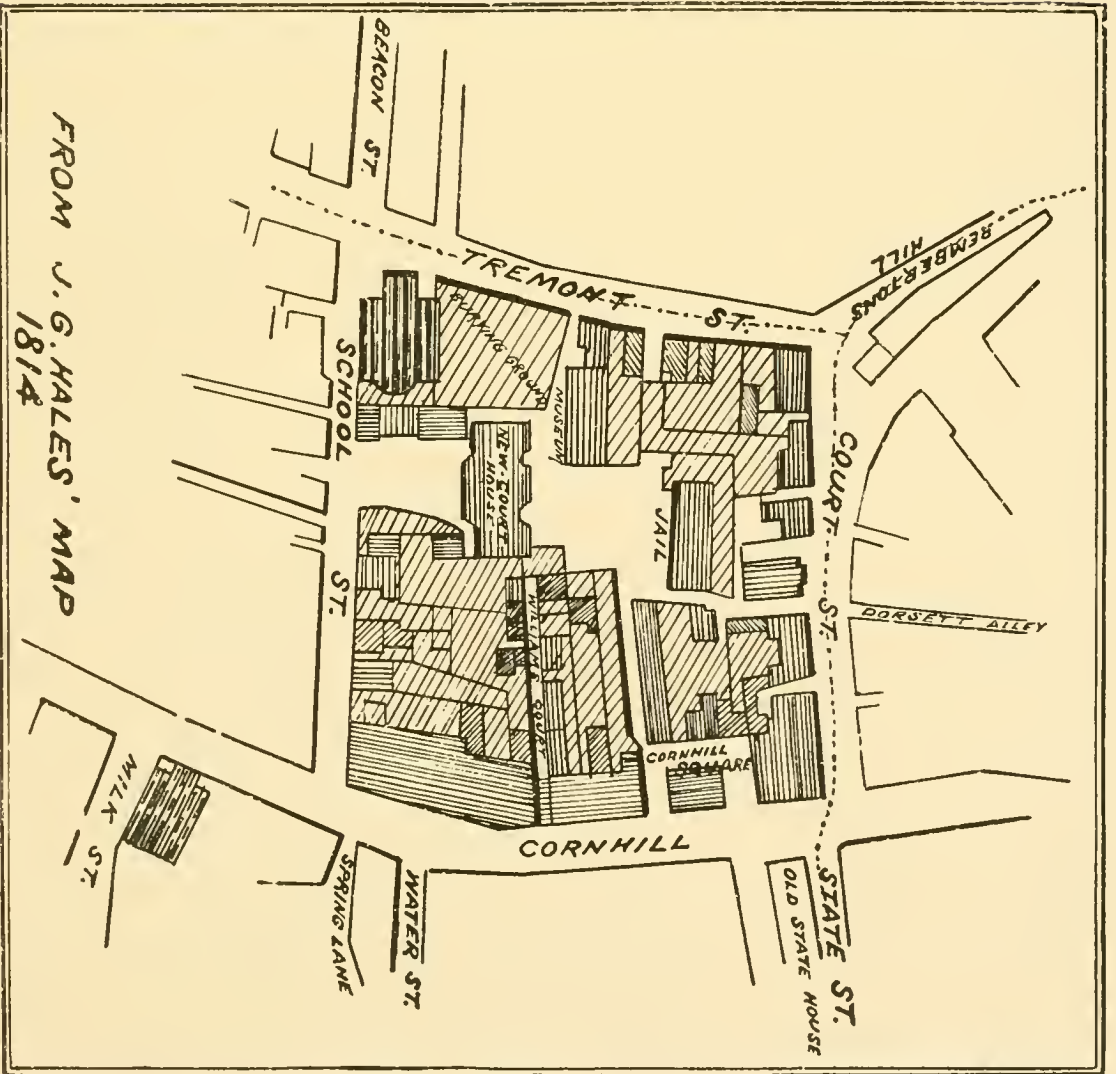 BEACON ST.
TREMONT ST.
PEMBERTONS
HILL
BURYING GROUND
MUSEUM
SCHOOL ST.
NEW COURT
HOUSE
JAIL
COURT ST.
DORSETT ALLEY
WILLIAMS COURT
CORNHILL
SQUARE
CORNHILL
MILK ST.
SPRING LANE
WATER ST.
OLD STATE HOUSE
STATE ST.
FROM J. G. HALES' MAP
1814